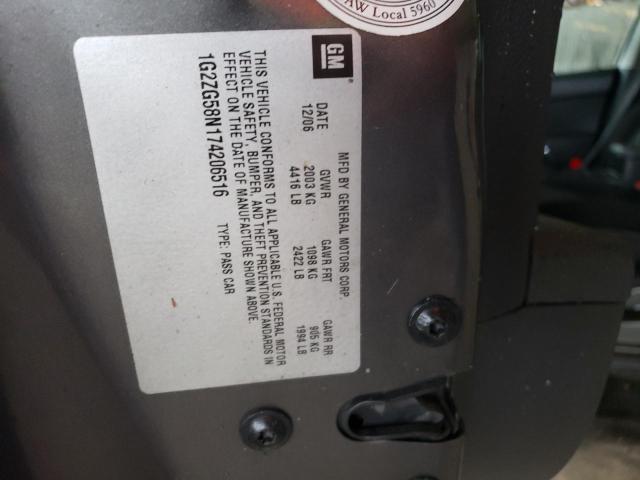 AW Local 5960
GM
MFD BY GENERAL MOTORS CORP.
DATE GVWR GAWR FRT GAWR RR
12/06 2003 KG 1098 KG 905 KG
4416 LB 2422 LB 1994 LB
THIS VEHICLE CONFORMS TO ALL APPLICABLE U.S. FEDERAL MOTOR
VEHICLE SAFETY, BUMPER, AND THEFT PREVENTION STANDARDS IN
EFFECT ON THE DATE OF MANUFACTURE SHOWN ABOVE.
1G2ZG58N174206516 TYPE: PASS CAR